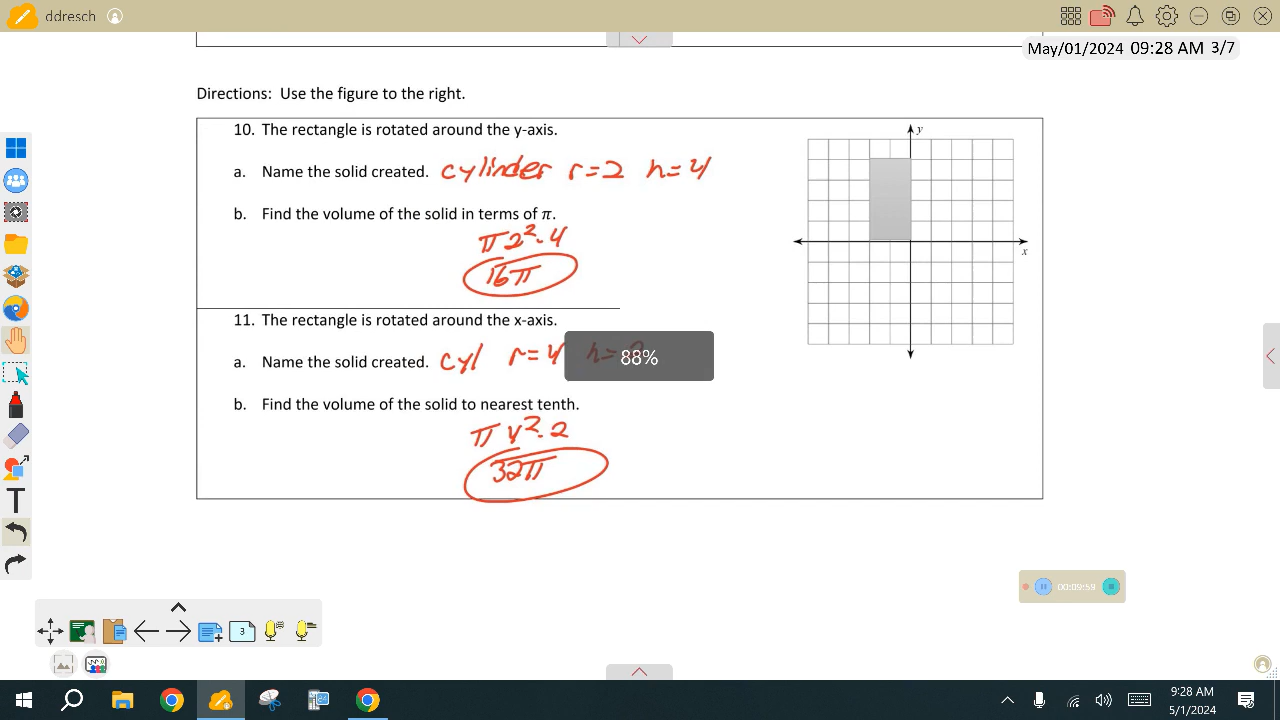 ddresch
May/01/2024 09:28 AM 3/7
Directions: Use the figure to the right.
10. The rectangle is rotated around the y-axis.
a. Name the solid created. cylinder r=2 h=4
b. Find the volume of the solid in terms of π.
π2²·4
16π
y
x
11. The rectangle is rotated around the x-axis.
a. Name the solid created. cyl r=4 h=
88%
b. Find the volume of the solid to nearest tenth.
π4²·2
32π
T
00:09:59
3
9:28 AM
5/1/2024